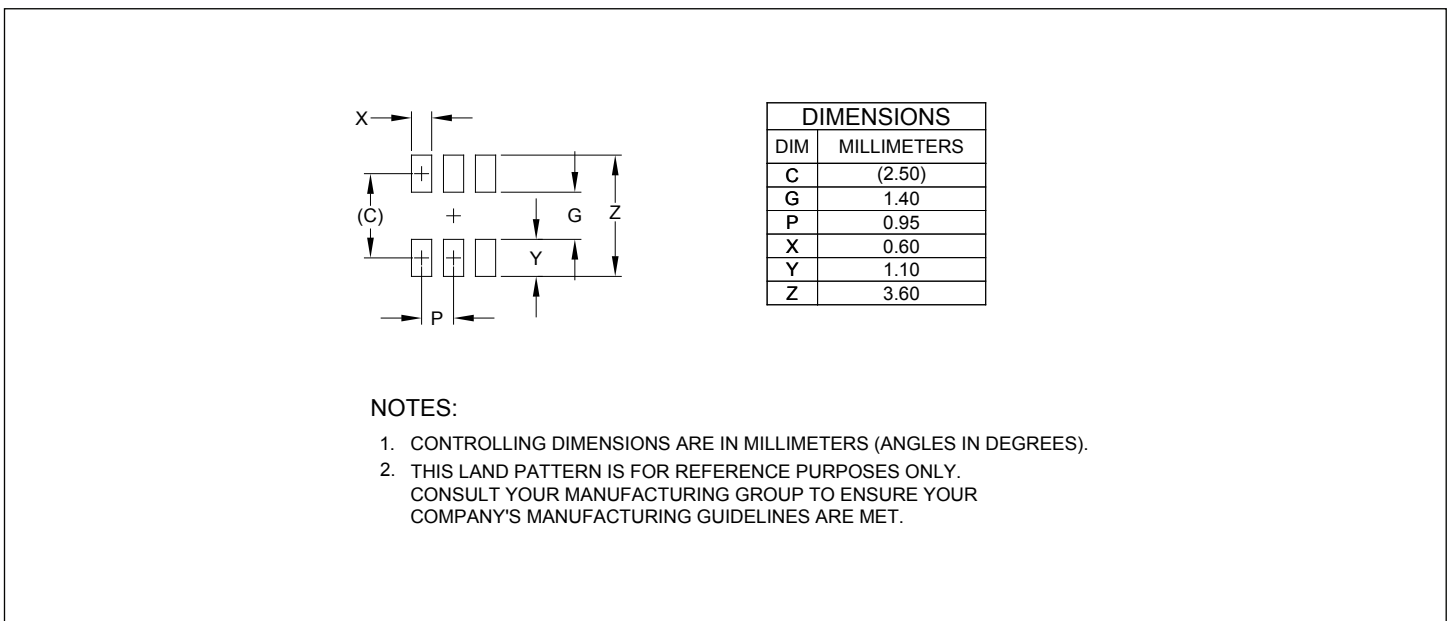 X
(C)
G
Z
Y
P
DIMENSIONS
DIM MILLIMETERS
C (2.50)
G 1.40
P 0.95
X 0.60
Y 1.10
Z 3.60
NOTES:
1. CONTROLLING DIMENSIONS ARE IN MILLIMETERS (ANGLES IN DEGREES).
2. THIS LAND PATTERN IS FOR REFERENCE PURPOSES ONLY.
CONSULT YOUR MANUFACTURING GROUP TO ENSURE YOUR
COMPANY'S MANUFACTURING GUIDELINES ARE MET.